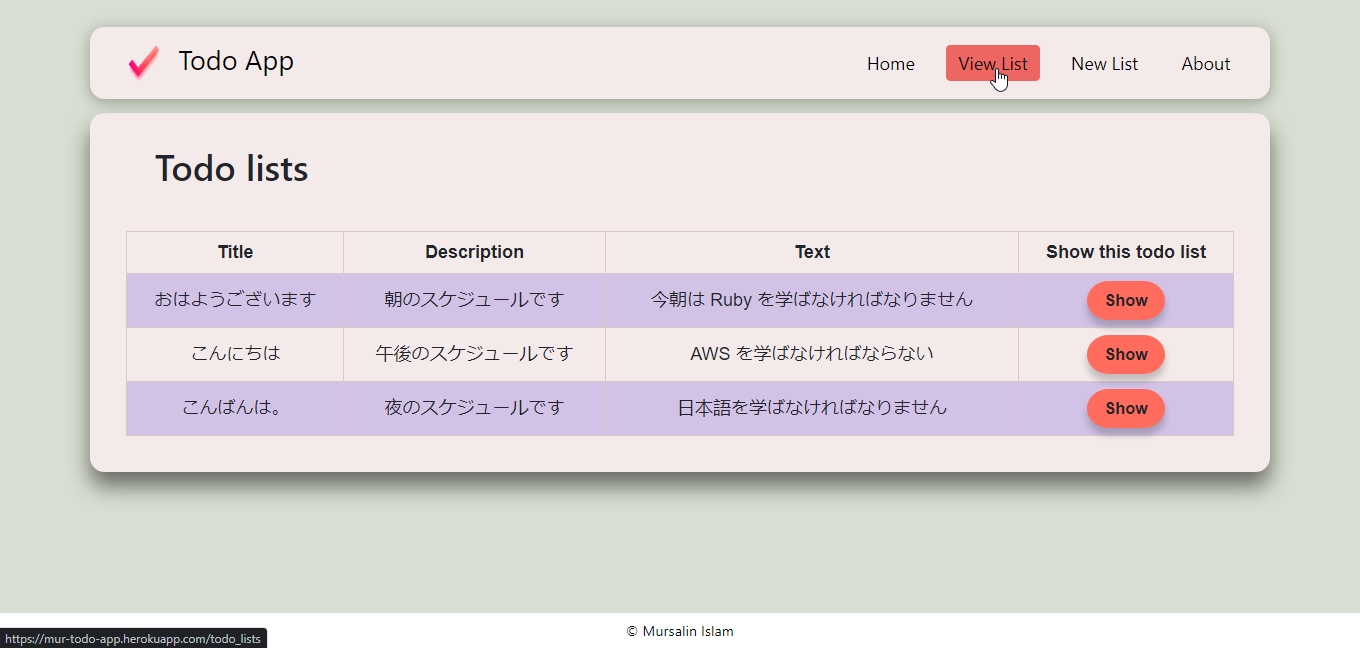 Todo App
Home View List New List About
Todo lists
Title Description Text Show this todo list
おはようございます 朝のスケジュールです 今朝は Ruby を学ばなければなりません Show
こんにちは 午後のスケジュールです AWS を学ばなければならない Show
こんばんは。 夜のスケジュールです 日本語を学ばなければなりません Show
© Mursalin Islam
https://mur-todo-app.herokuapp.com/todo_lists